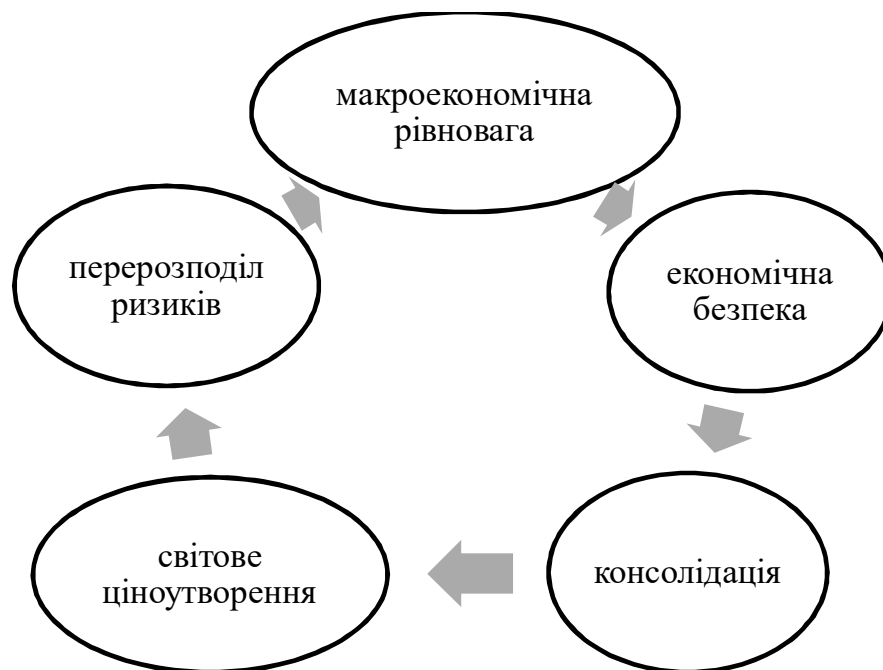 макроекономічна
рівновага
економічна
безпека
консолідація
світове
ціноутворення
перерозподіл
ризиків